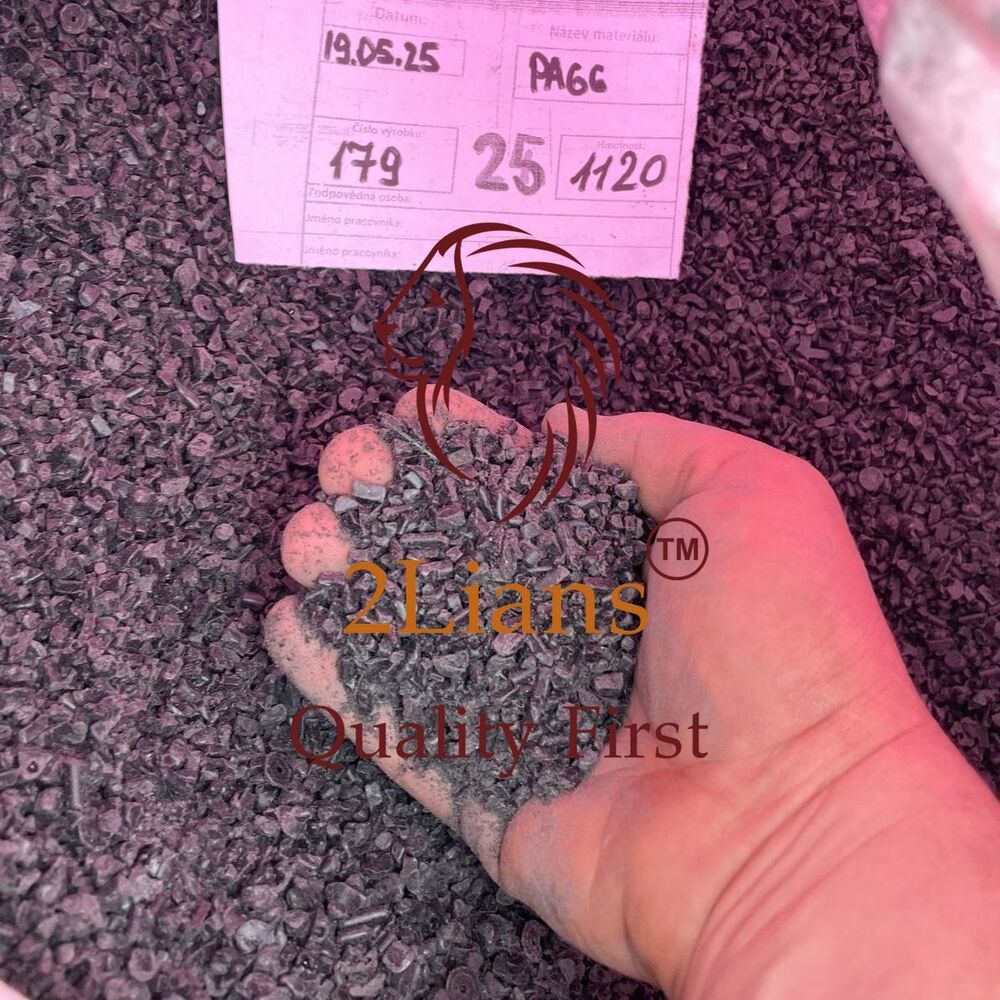 Datum:
Název materiálu:
19.05.25
PA66
Číslo výrobku:
Hmotnost:
179
25
1120
Zodpovědná osoba:
Jméno pracovníka:
Jméno pracovníka:
TM
2Lians
Quality First